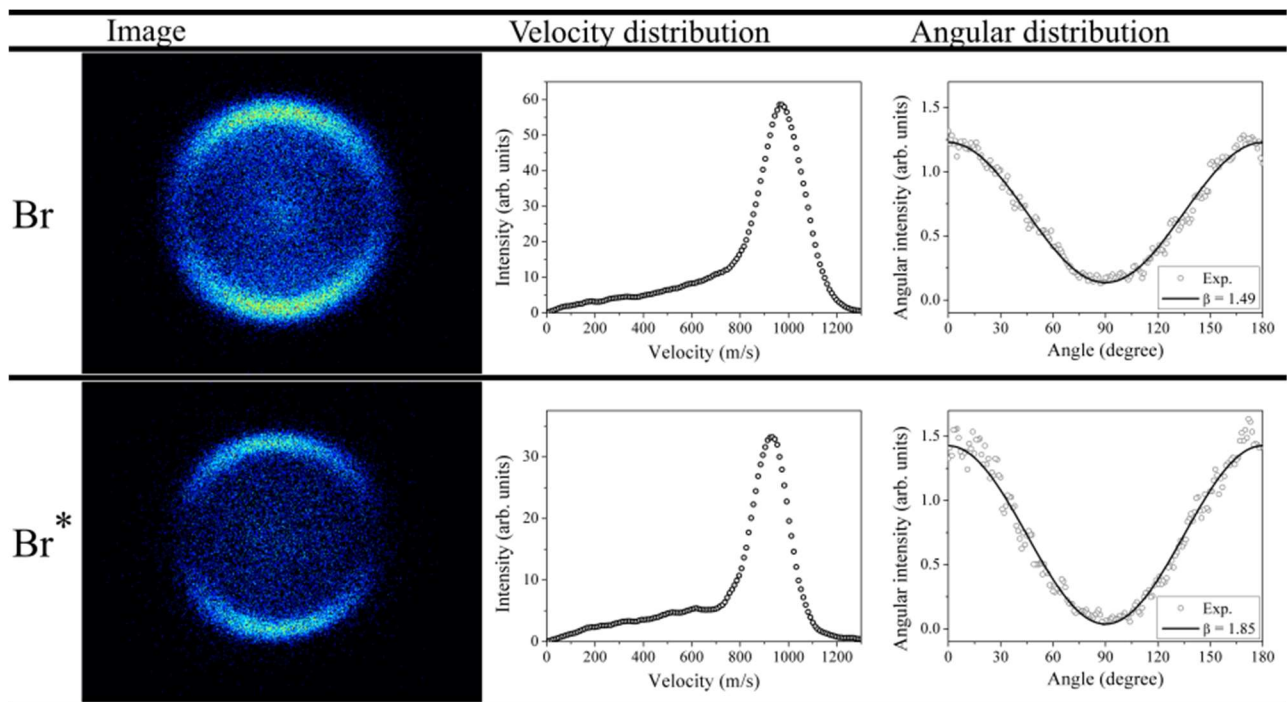 Image Velocity distribution Angular distribution
Br
60
50
40
30
20
10
0
Intensity (arb. units)
0 200 400 600 800 1000 1200
Velocity (m/s)
1.5
1.0
0.5
0.0
Angular intensity (arb. units)
Exp.
β = 1.49
0 30 60 90 120 150 180
Angle (degree)
Br*
30
20
10
0
Intensity (arb. units)
0 200 400 600 800 1000 1200
Velocity (m/s)
1.5
1.0
0.5
0.0
Angular intensity (arb. units)
Exp.
β = 1.85
0 30 60 90 120 150 180
Angle (degree)